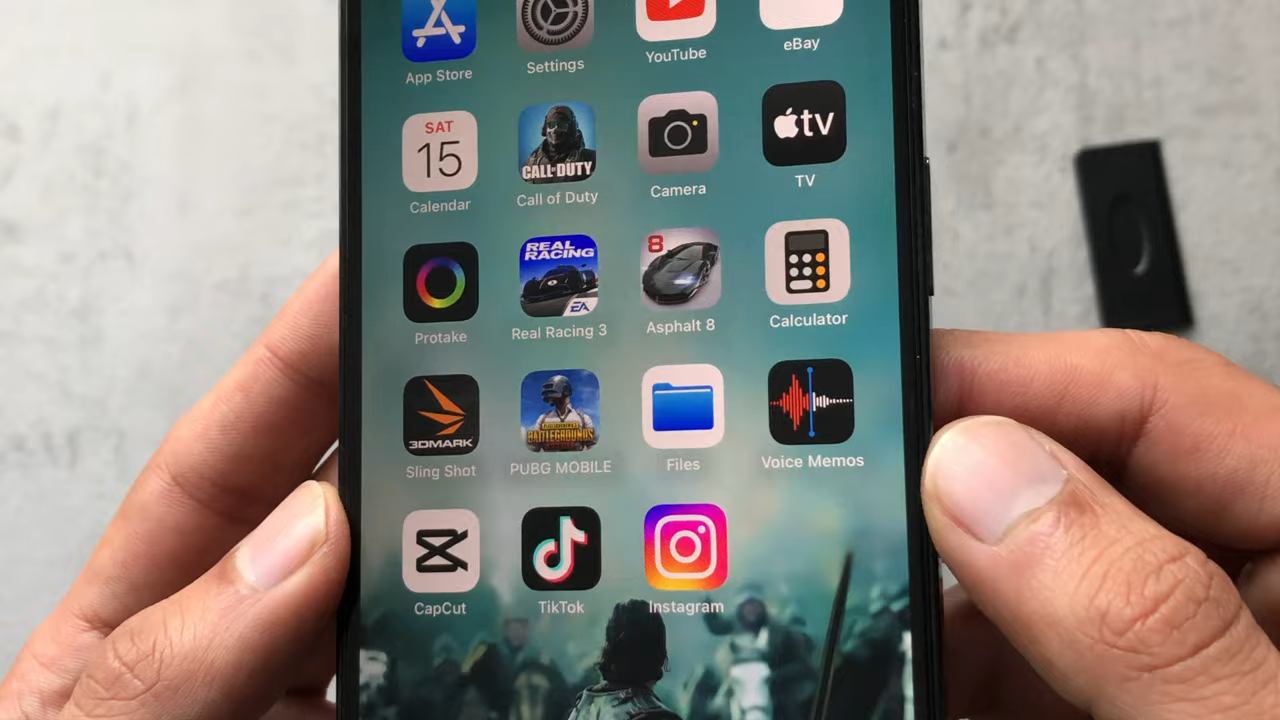 App Store
Settings
YouTube
eBay
SAT
15
Calendar
CALL OF DUTY
Call of Duty
Camera
tv
TV
Protake
REAL
RACING
EA
Real Racing 3
8
Asphalt 8
Calculator
3DMARK
Sling Shot
BATTLEGROUNDS
PUBG MOBILE
Files
Voice Memos
CapCut
TikTok
Instagram